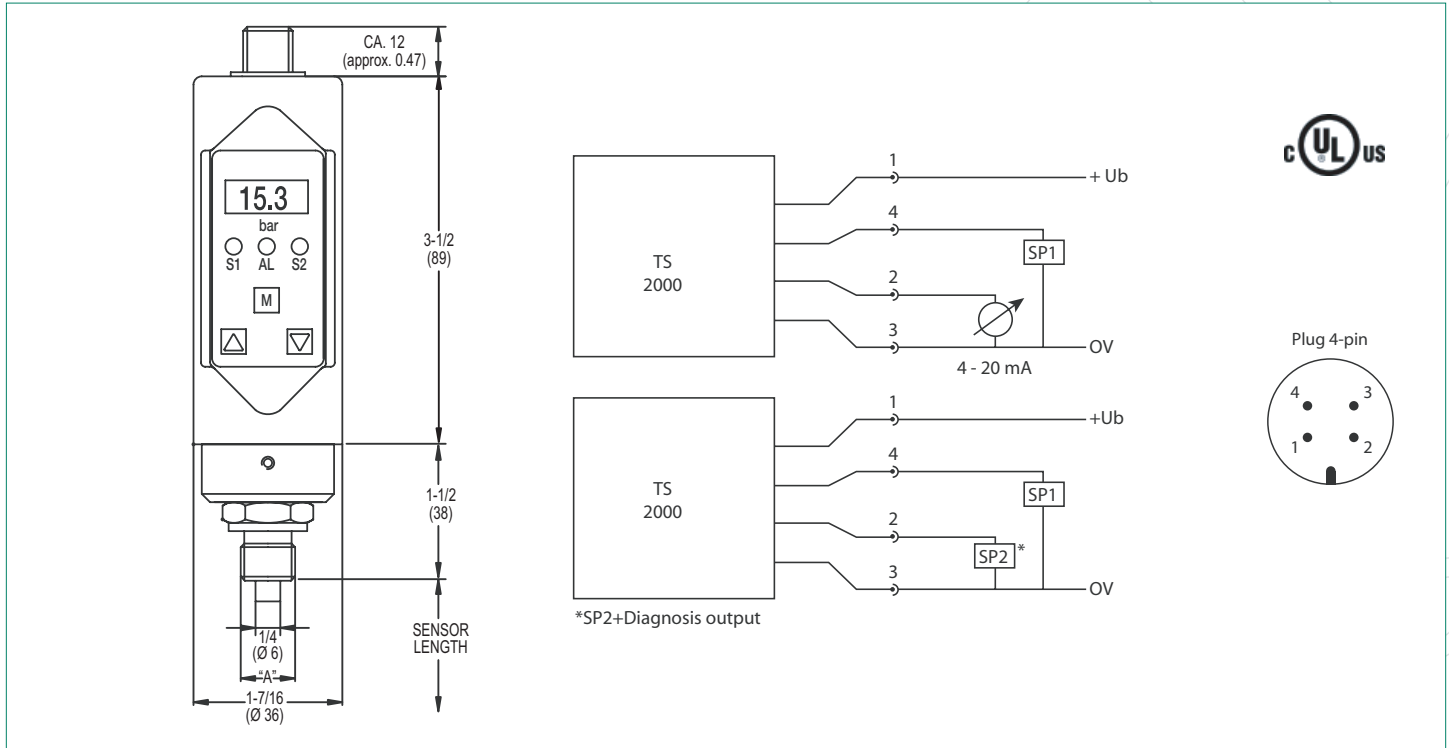 CA. 12
(approx. 0.47)
15.3
bar
S1 AL S2
M
3-1/2
(89)
1-1/2
(38)
SENSOR
LENGTH
1/4
(Ø 6)
"A"
1-7/16
(Ø 36)
TS
2000
1
+ Ub
4
SP1
2
3
OV
4 - 20 mA
TS
2000
1
+Ub
4
SP1
2
SP2 *
3
OV
*SP2+Diagnosis output
c UL ® US
Plug 4-pin
4 3
1 2